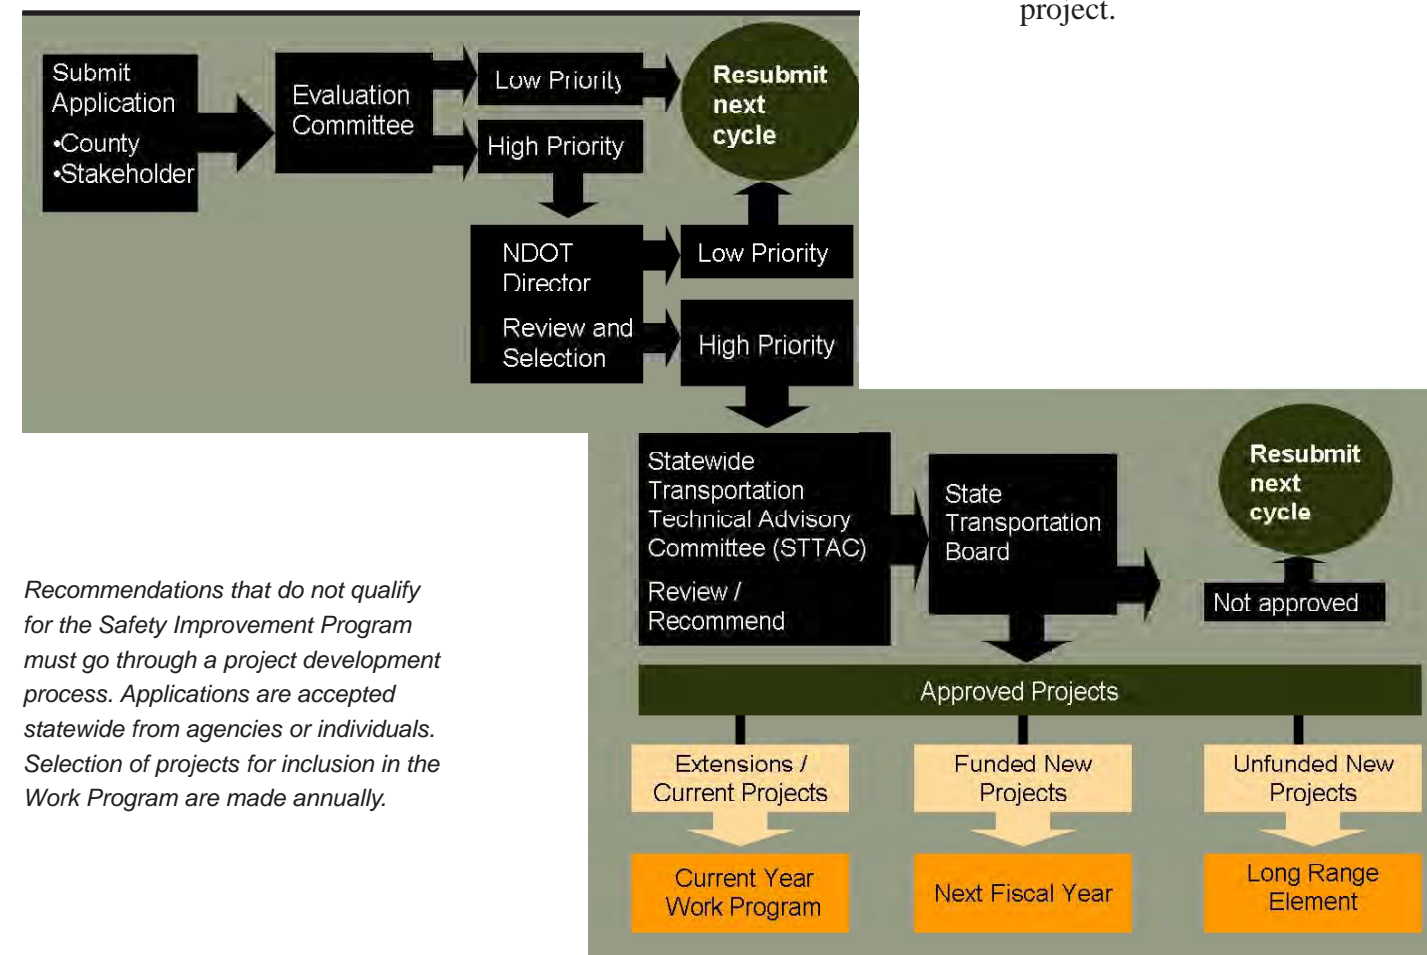 project.
Submit
Application
•County
•Stakeholder
Evaluation
Committee
Low Priority
High Priority
Resubmit
next
cycle
NDOT
Director
Review and
Selection
Low Priority
High Priority
Statewide
Transportation
Technical Advisory
Committee (STTAC)
Review /
Recommend
State
Transportation
Board
Resubmit
next
cycle
Not approved
Approved Projects
Extensions /
Current Projects
Funded New
Projects
Unfunded New
Projects
Current Year
Work Program
Next Fiscal Year
Long Range
Element
Recommendations that do not qualify
for the Safety Improvement Program
must go through a project development
process. Applications are accepted
statewide from agencies or individuals.
Selection of projects for inclusion in the
Work Program are made annually.